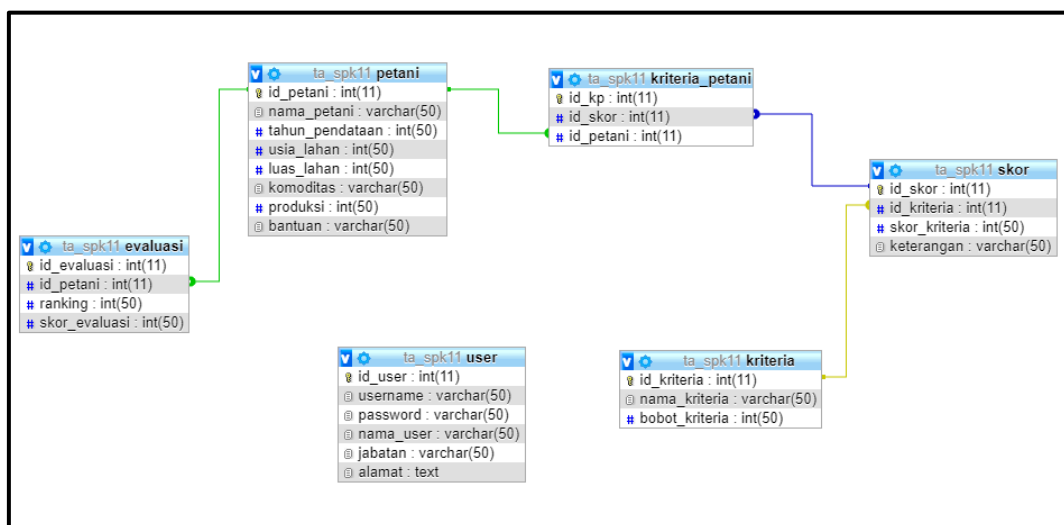 ta_spk11 petani
id_petani : int(11)
nama_petani : varchar(50)
tahun_pendataan : int(50)
usia_lahan : int(50)
luas_lahan : int(50)
komoditas : varchar(50)
produksi : int(50)
bantuan : varchar(50)
ta_spk11 kriteria_petani
id_kp : int(11)
id_skor : int(11)
id_petani : int(11)
ta_spk11 skor
id_skor : int(11)
id_kriteria : int(11)
skor_kriteria : int(50)
keterangan : varchar(50)
ta_spk11 evaluasi
id_evaluasi : int(11)
id_petani : int(11)
ranking : int(50)
skor_evaluasi : int(50)
ta_spk11 user
id_user : int(11)
username : varchar(50)
password : varchar(50)
nama_user : varchar(50)
jabatan : varchar(50)
alamat : text
ta_spk11 kriteria
id_kriteria : int(11)
nama_kriteria : varchar(50)
bobot_kriteria : int(50)